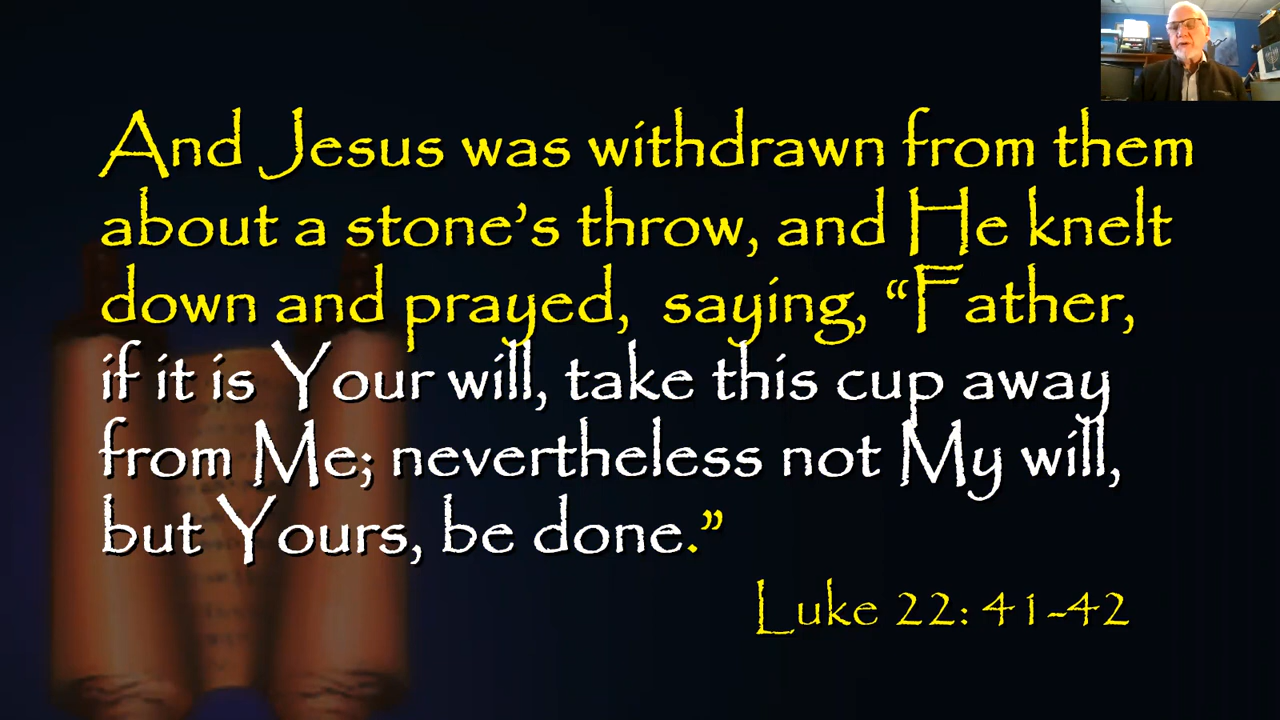 And Jesus was withdrawn from them
about a stone’s throw, and He knelt
down and prayed,  saying, “Father,
if it is Your will, take this cup away
from Me; nevertheless not My will,
but Yours, be done.”
Luke 22: 41-42